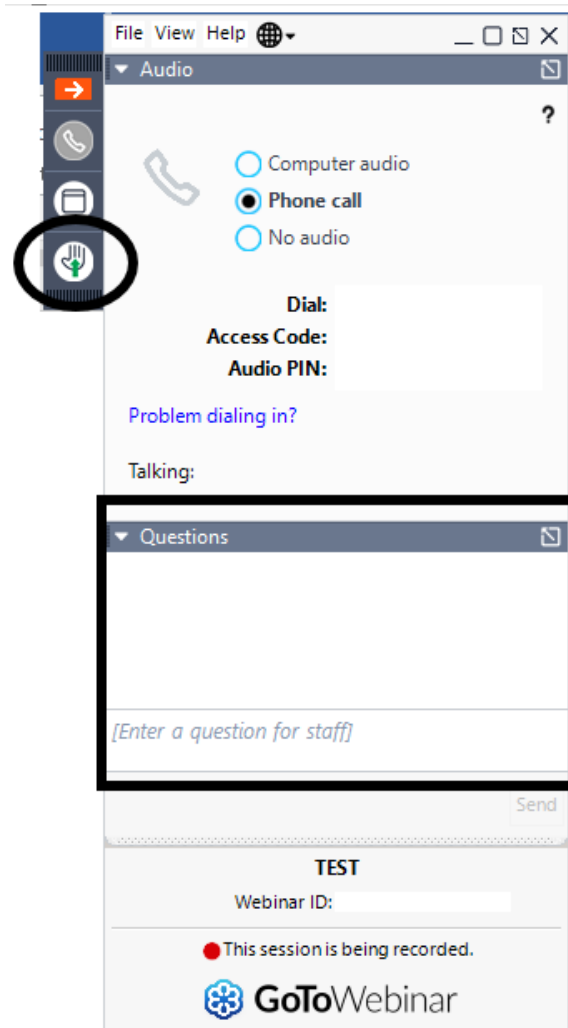 File View Help
Audio
?
Computer audio
Phone call
No audio
Dial:
Access Code:
Audio PIN:
Problem dialing in?
Talking:
Questions
[Enter a question for staff]
Send
TEST
Webinar ID:
This session is being recorded.
GoToWebinar